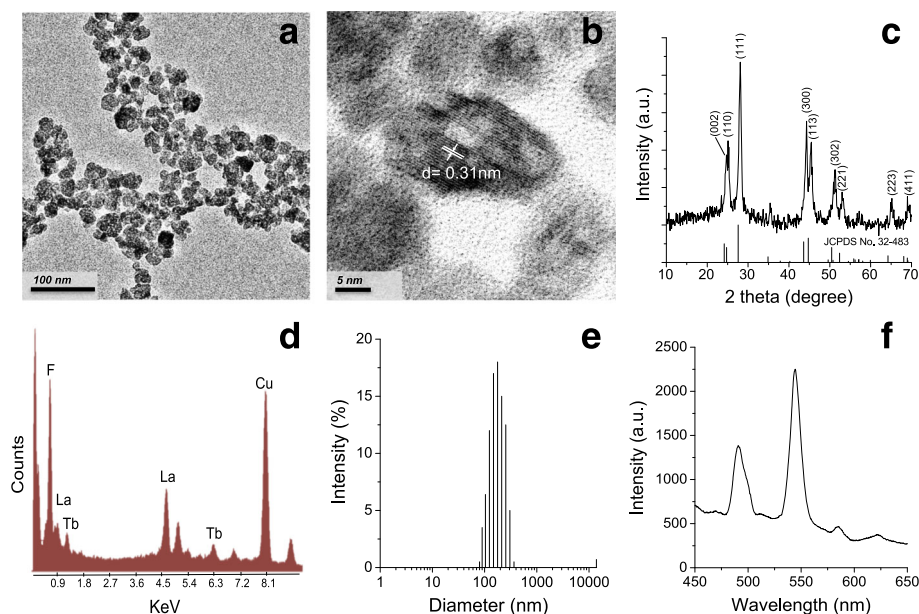 a
100 nm
b
d= 0.31nm
5 nm
c
Intensity (a.u.)
(002)
(110)
(111)
(300)
(113)
(302)
(221)
(223)
(411)
JCPDS No. 32-483
10 20 30 40 50 60 70
2 theta (degree)
d
Counts
F
La
Tb
La
Tb
Cu
0.9 1.8 2.7 3.6 4.5 5.4 6.3 7.2 8.1
KeV
e
Intensity (%)
20
15
10
5
0
1 10 100 1000 10000
Diameter (nm)
f
Intensity (a.u.)
2500
2000
1500
1000
500
0
450 500 550 600 650
Wavelength (nm)